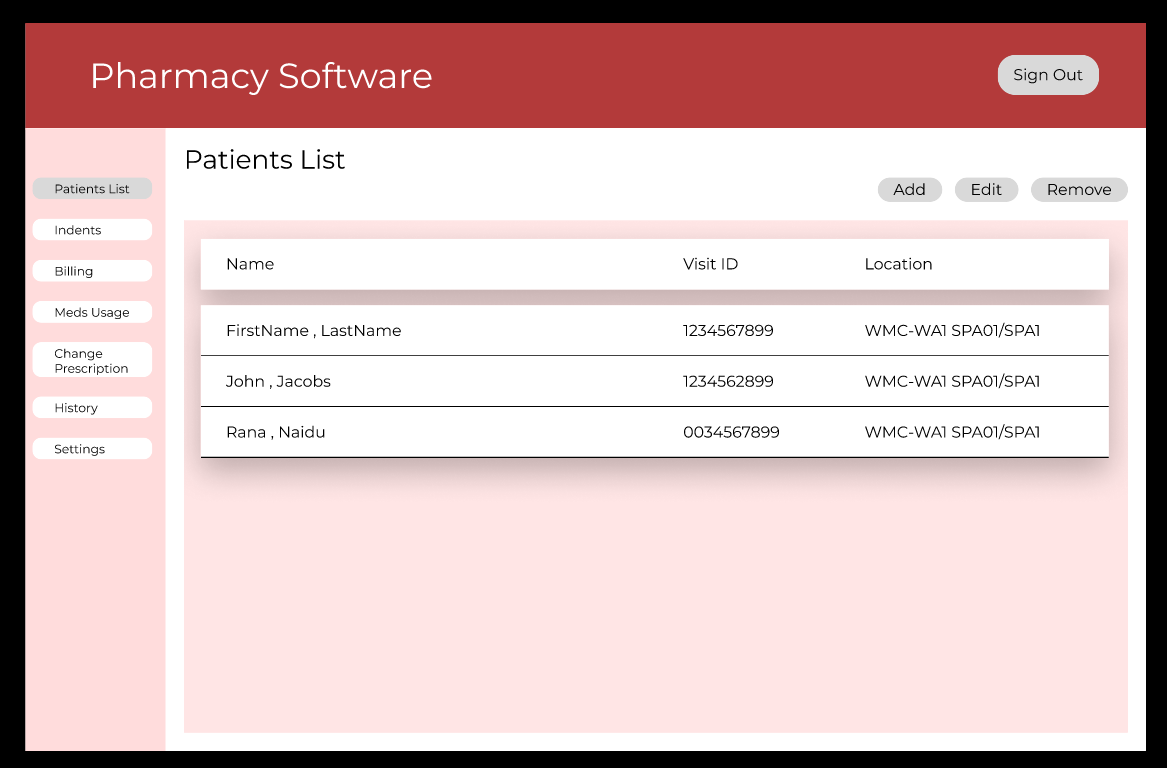 Pharmacy Software
Sign Out
Patients List
Indents
Billing
Meds Usage
Change
Prescription
History
Settings
Patients List
Add Edit Remove
Name Visit ID Location
FirstName , LastName 1234567899 WMC-WA1 SPA01/SPA1
John , Jacobs 1234562899 WMC-WA1 SPA01/SPA1
Rana , Naidu 0034567899 WMC-WA1 SPA01/SPA1